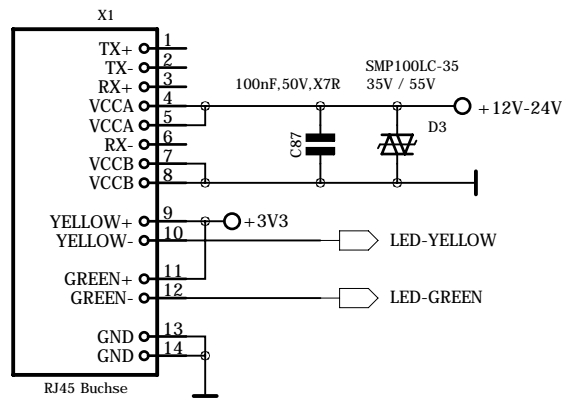 X1
TX+ 1
TX- 2
RX+ 3
VCCA 4
VCCA 5
RX- 6
VCCB 7
VCCB 8
YELLOW+ 9
YELLOW- 10
GREEN+ 11
GREEN- 12
GND 13
GND 14
RJ45 Buchse
100nF,50V,X7R
C87
SMP100LC-35
35V / 55V
D3
+12V-24V
+3V3
LED-YELLOW
LED-GREEN